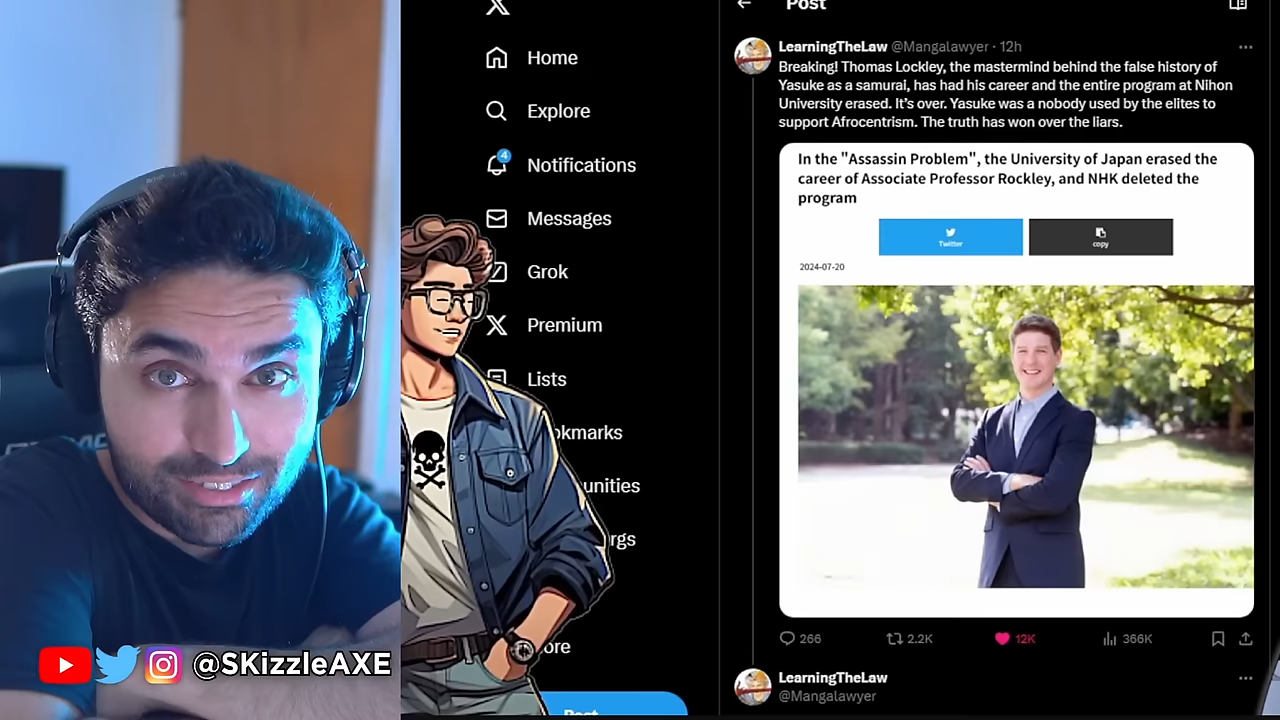 Post
Home
Explore
4
Notifications
Messages
Grok
Premium
Lists
Post
@SKizzleAXE
LearningTheLaw @Mangalawyer · 12h
Breaking! Thomas Lockley, the mastermind behind the false history of
Yasuke as a samurai, has had his career and the entire program at Nihon
University erased. It’s over. Yasuke was a nobody used by the elites to
support Afrocentrism. The truth has won over the liars.
In the "Assassin Problem", the University of Japan erased the
career of Associate Professor Rockley, and NHK deleted the
program
Twitter
copy
2024-07-20
266
2.2K
12K
366K
LearningTheLaw
@Mangalawyer